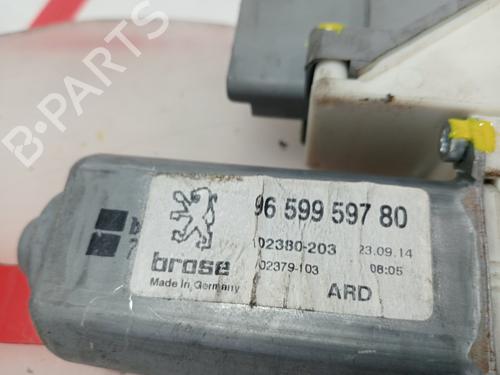 B-PARTS
96 599 597 80
02380-203 23.09.14
brose 02379-103 08:05
Made in Germany
ARD